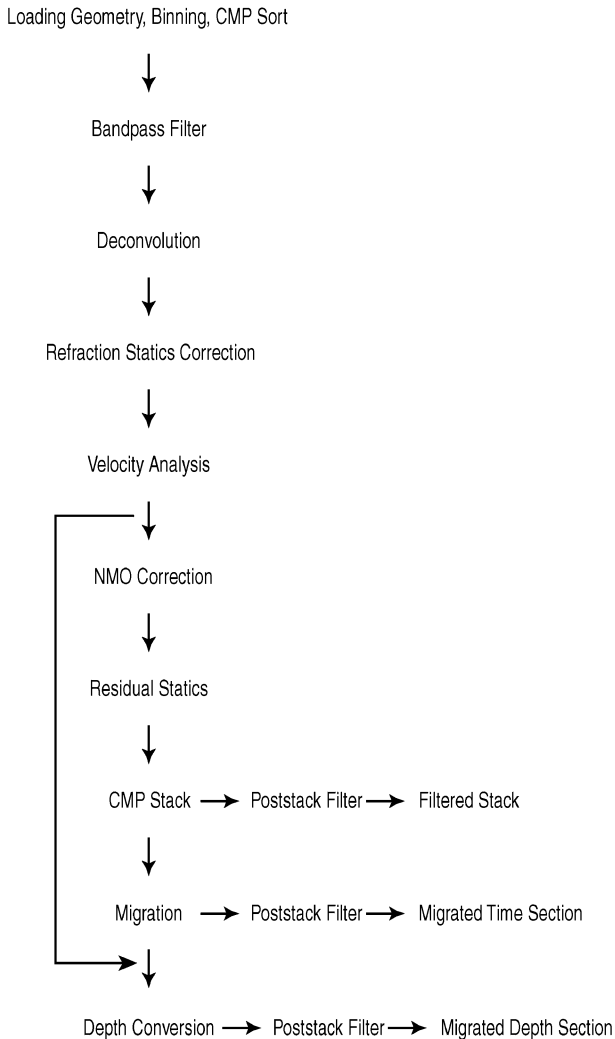 Loading Geometry, Binning, CMP Sort
Bandpass Filter
Deconvolution
Refraction Statics Correction
Velocity Analysis
NMO Correction
Residual Statics
CMP Stack Poststack Filter Filtered Stack
Migration Poststack Filter Migrated Time Section
Depth Conversion Poststack Filter Migrated Depth Section